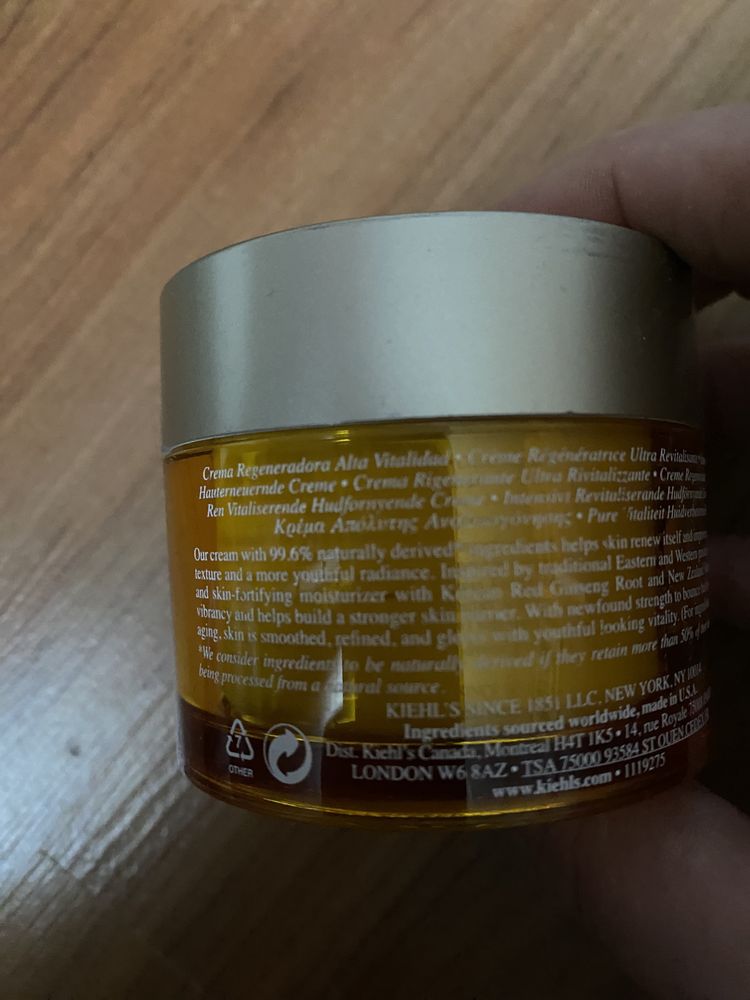 Crema Regeneradora Alta Vitalidad • Creme Régénératrice Ultra Revitalisante •
Hauterneuernde Creme • Crema Rigenerante Ultra Rivitalizzante • Creme
Ren Vitaliserende Hudfornyende Creme • Intensivt Revitaliserande
Κρέμα Απόλυτης Αναζωογόνησης • Pure Vitaliteit
Our cream with 99.6% naturally derived* ingredients helps skin renew itself and
texture and a more youthful radiance. Inspired by traditional Eastern and Western
and skin-fortifying moisturizer with Korean Red Ginseng Root and New Zealand
vibrancy and helps build a stronger skin barrier. With newfound strength to bounce
aging, skin is smoothed, refined, and glows with youthful looking vitality. (For
*We consider ingredients to be naturally derived if they retain more than 50% of
being processed from a natural source.
KIEHL'S SINCE 1851 LLC, NEW YORK, NY 10014
Ingredients sourced worldwide, made in U.S.A.
Dist. Kiehl's Canada, Montreal H4T 1K5 • 14, rue Royale 75008
LONDON W6 8AZ • TSA 75000 93584 ST OUEN CEDEX
www.kiehls.com • 1119275
OTHER